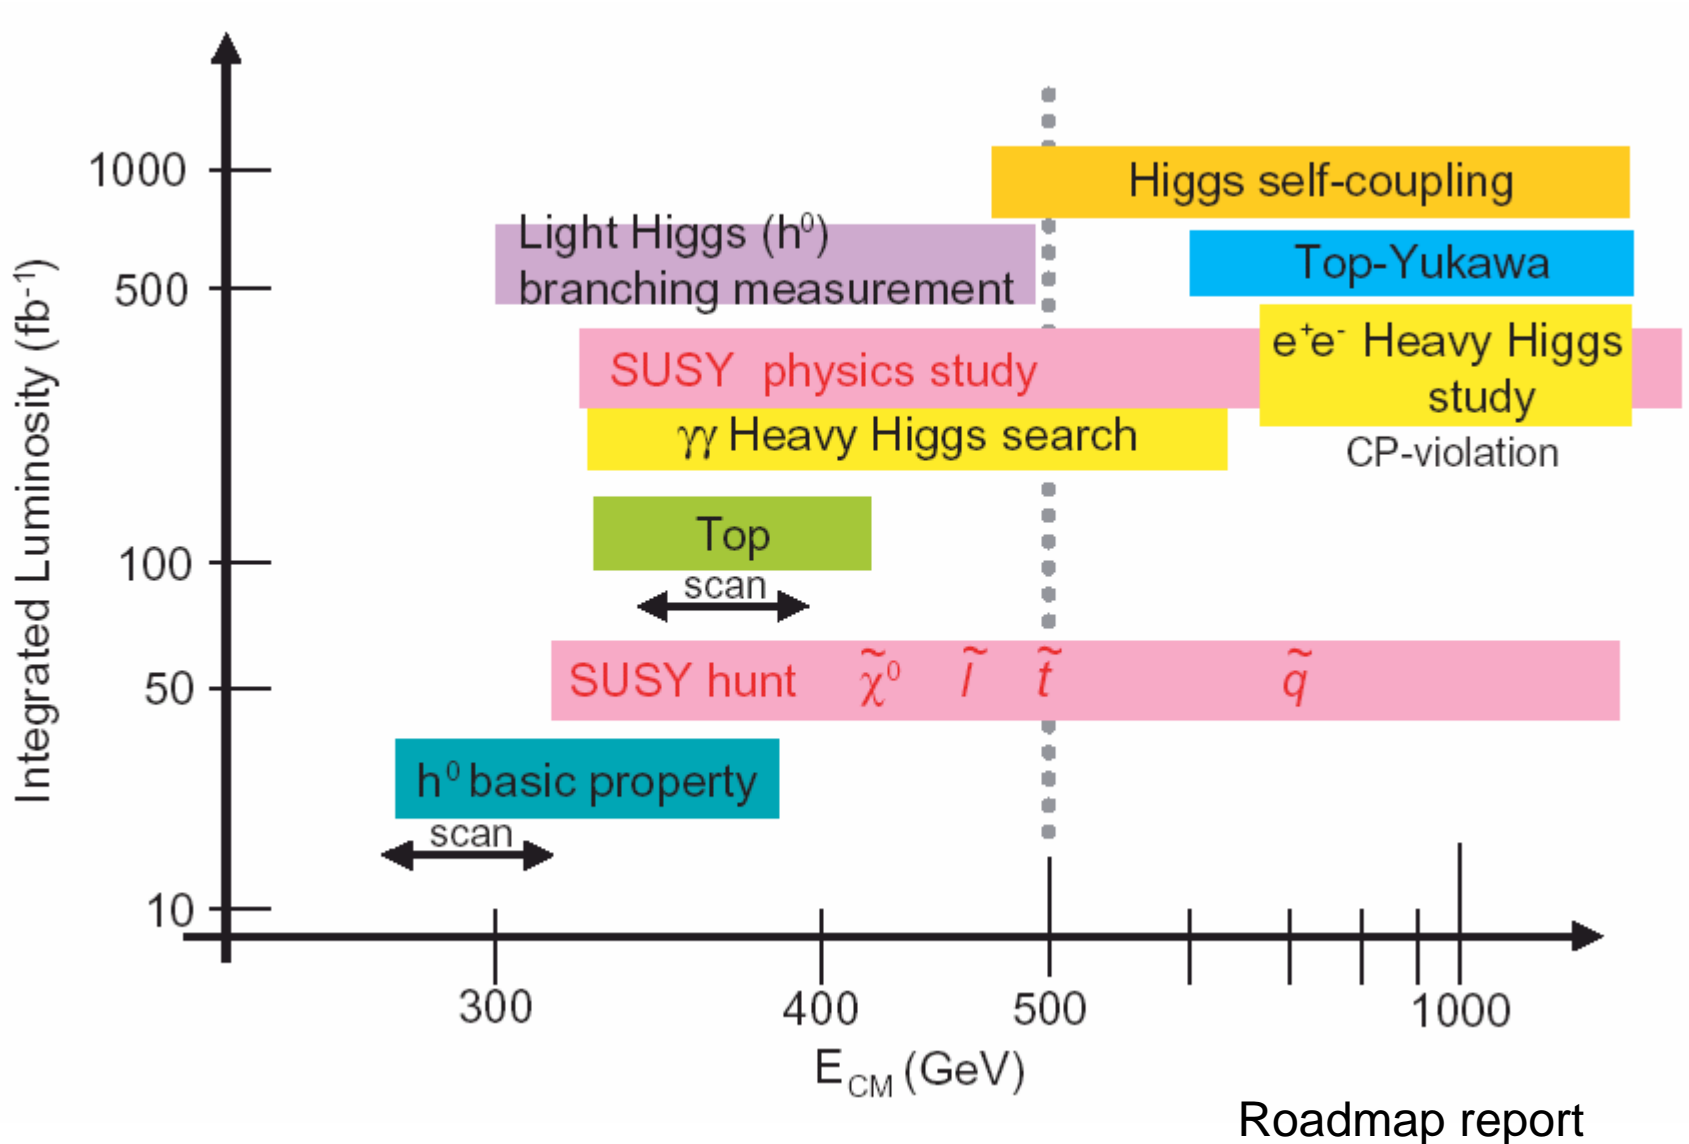 Integrated Luminosity (fb⁻¹)
1000
500
100
50
10
Higgs self-coupling
Light Higgs (h⁰)
branching measurement
Top-Yukawa
SUSY physics study
e⁺e⁻ Heavy Higgs
study
γγ Heavy Higgs search
CP-violation
Top
scan
SUSY hunt χ̃⁰ l̃ t̃ q̃
h⁰ basic property
scan
300 400 500 1000
E_CM (GeV)
Roadmap report